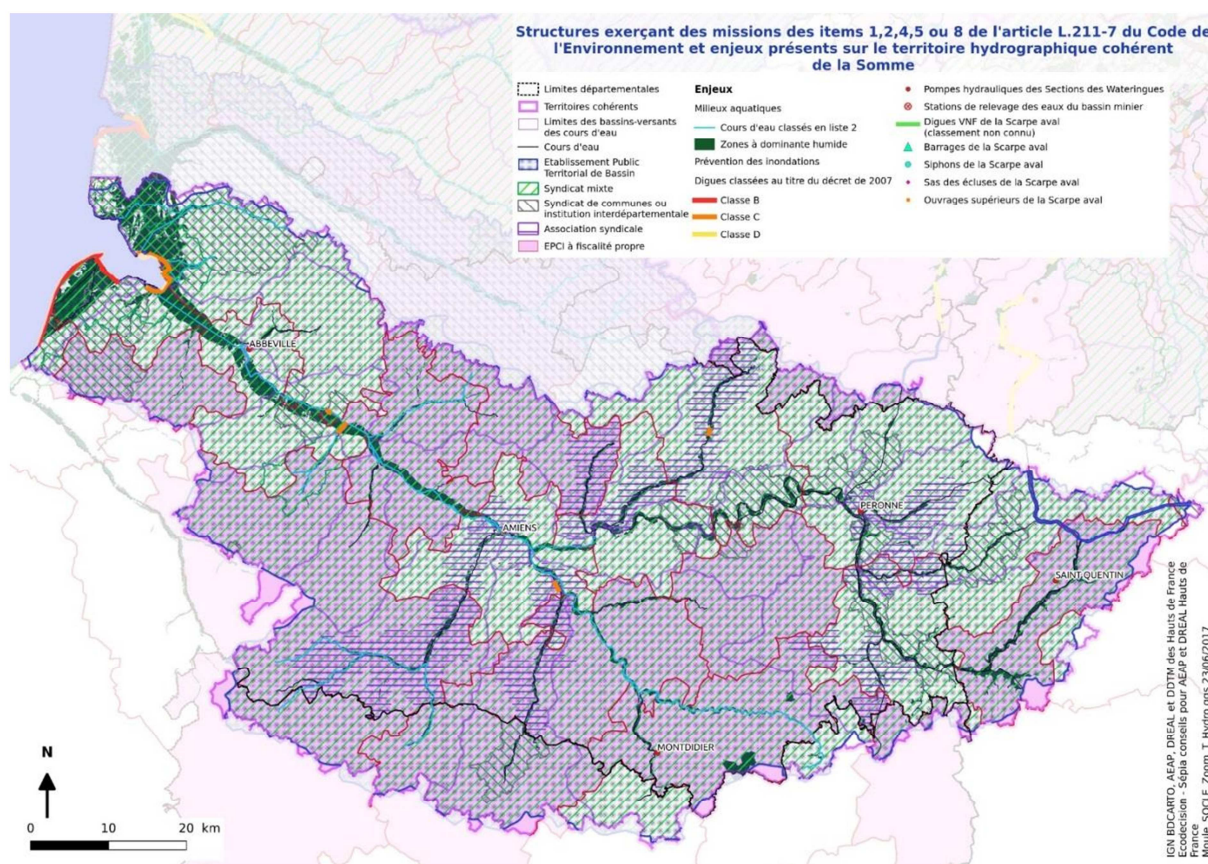 Structures exerçant des missions des items 1,2,4,5 ou 8 de l'article L.211-7 du Code de
l'Environnement et enjeux présents sur le territoire hydrographique cohérent
de la Somme
Limites départementales
Territoires cohérents
Limites des bassins-versants
des cours d'eau
Cours d'eau
Etablissement Public
Territorial de Bassin
Syndicat mixte
Syndicat de communes ou
institution interdépartementale
Association syndicale
EPCI à fiscalité propre
Enjeux
Milieux aquatiques
Cours d'eau classés en liste 2
Zones à dominante humide
Prévention des inondations
Digues classées au titre du décret de 2007
Classe B
Classe C
Classe D
Pompes hydrauliques des Sections des Wateringues
Stations de relevage des eaux du bassin minier
Digues VNF de la Scarpe aval
(classement non connu)
Barrages de la Scarpe aval
Siphons de la Scarpe aval
Sas des écluses de la Scarpe aval
Ouvrages supérieurs de la Scarpe aval
ABBEVILLE
AMIENS
PERONNE
SAINT QUENTIN
MONTDIDIER
N
0 10 20 km
IGN BDCARTO, AEAP, DREAL et DDTM des Hauts de France
Ecodecision - Sépia conseils pour AEAP et DREAL Hauts de
France
Moule_SOCLE_Zoom_T_Hydro.qgs 23/06/2017